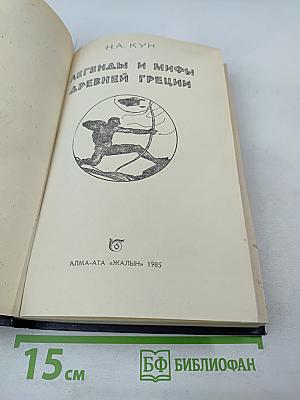 Н.А. КУН
ЛЕГЕНДЫ И МИФЫ
ДРЕВНЕЙ ГРЕЦИИ
АЛМА-АТА «ЖАЛЫН» 1985
15 см
БФ БИБЛИОФАН